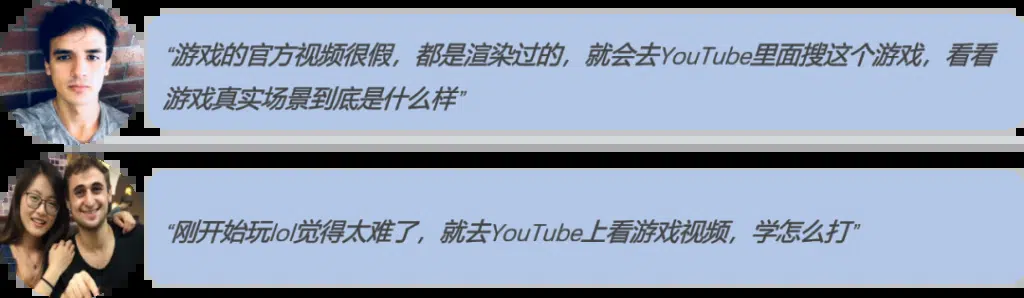 “游戏的官方视频很假，都是渲染过的，就会去YouTube里面搜这个游戏，看看
游戏真实场景到底是什么样”
“刚开始玩lol觉得太难了，就去YouTube上看游戏视频，学怎么打”